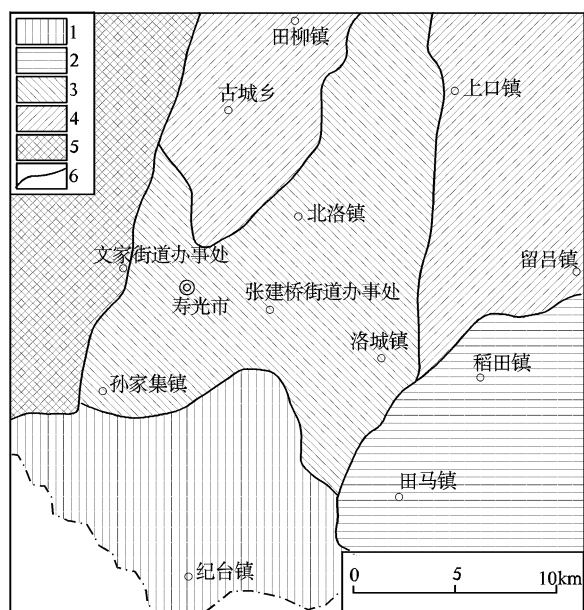 1
2
3
4
5
6
田柳镇
古城乡
上口镇
北洛镇
文家街道办事处
留吕镇
寿光市
张建桥街道办事处
洛城镇
稻田镇
孙家集镇
田马镇
纪台镇
0 5 10km